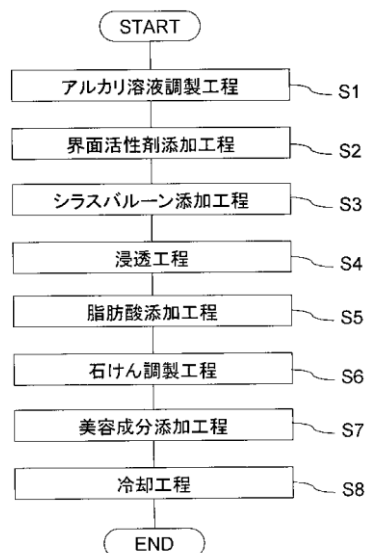 START
アルカリ溶液調製工程 S1
界面活性剤添加工程 S2
シラスバルーン添加工程 S3
浸透工程 S4
脂肪酸添加工程 S5
石けん調製工程 S6
美容成分添加工程 S7
冷却工程 S8
END